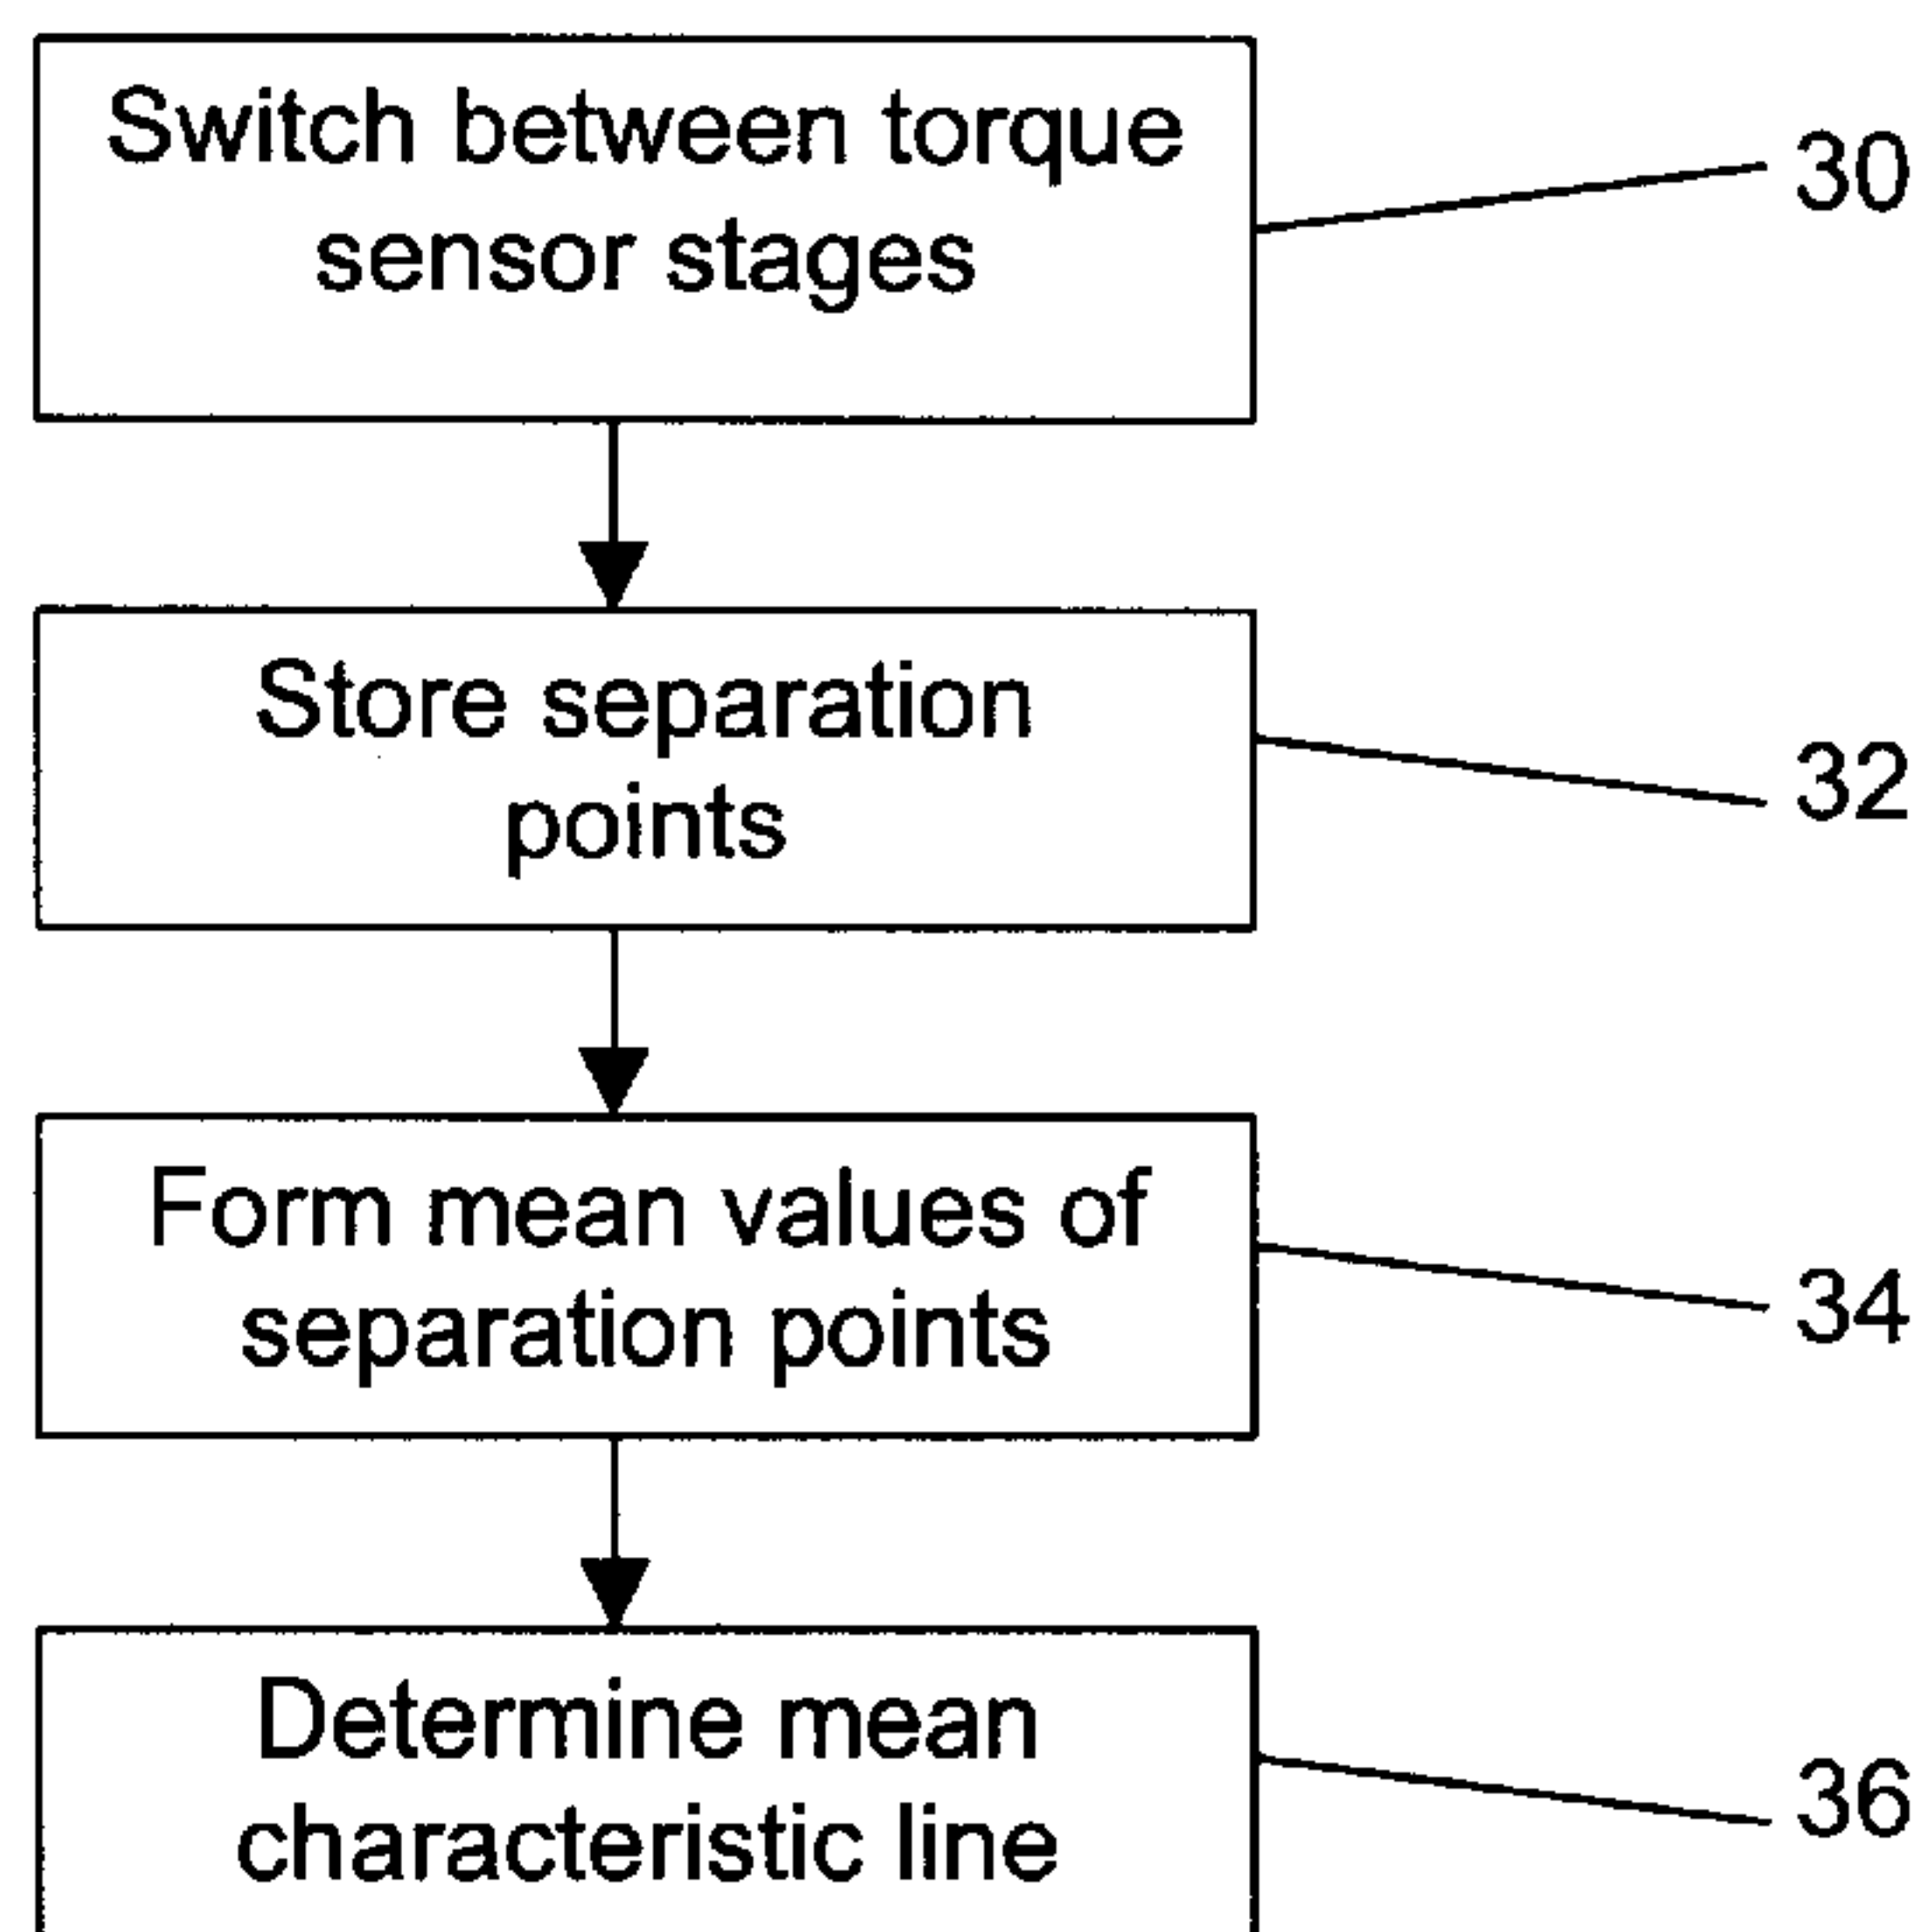 Switch between torque
sensor stages
30
Store separation
points
32
Form mean values of
separation points
34
Determine mean
characteristic line
36